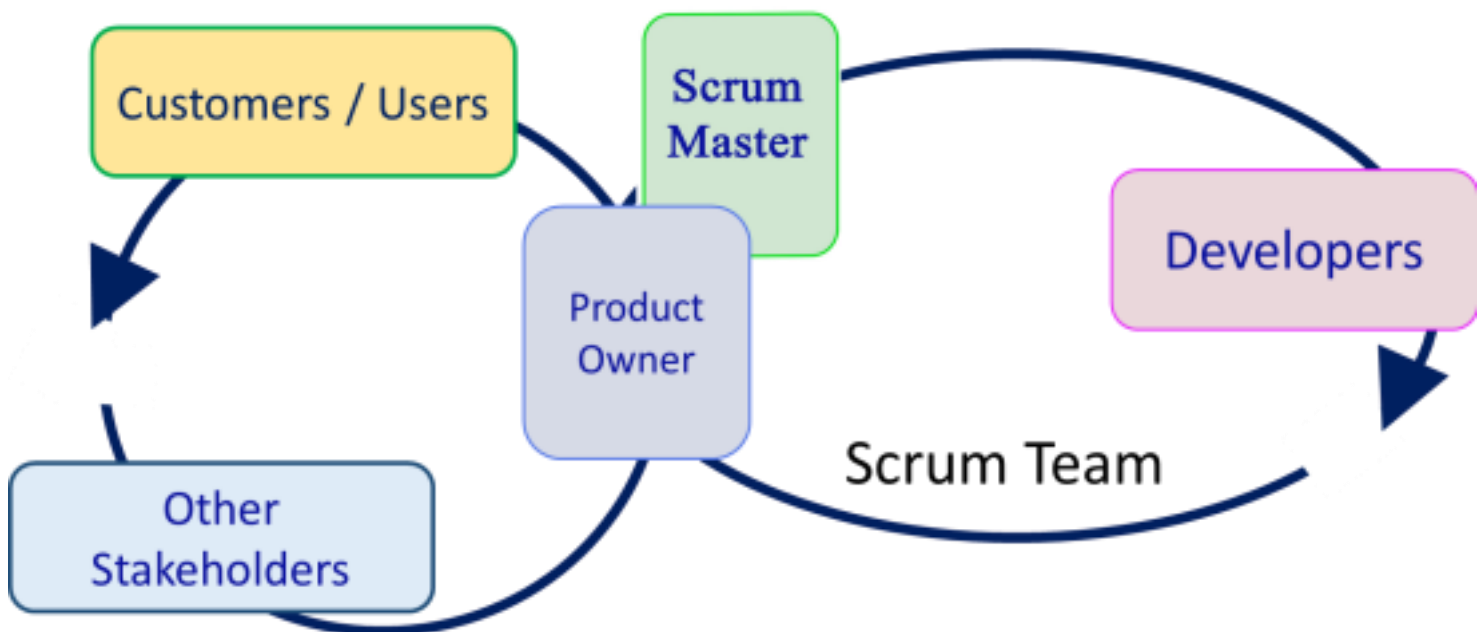 Customers / Users
Scrum
Master
Product
Owner
Developers
Scrum Team
Other
Stakeholders